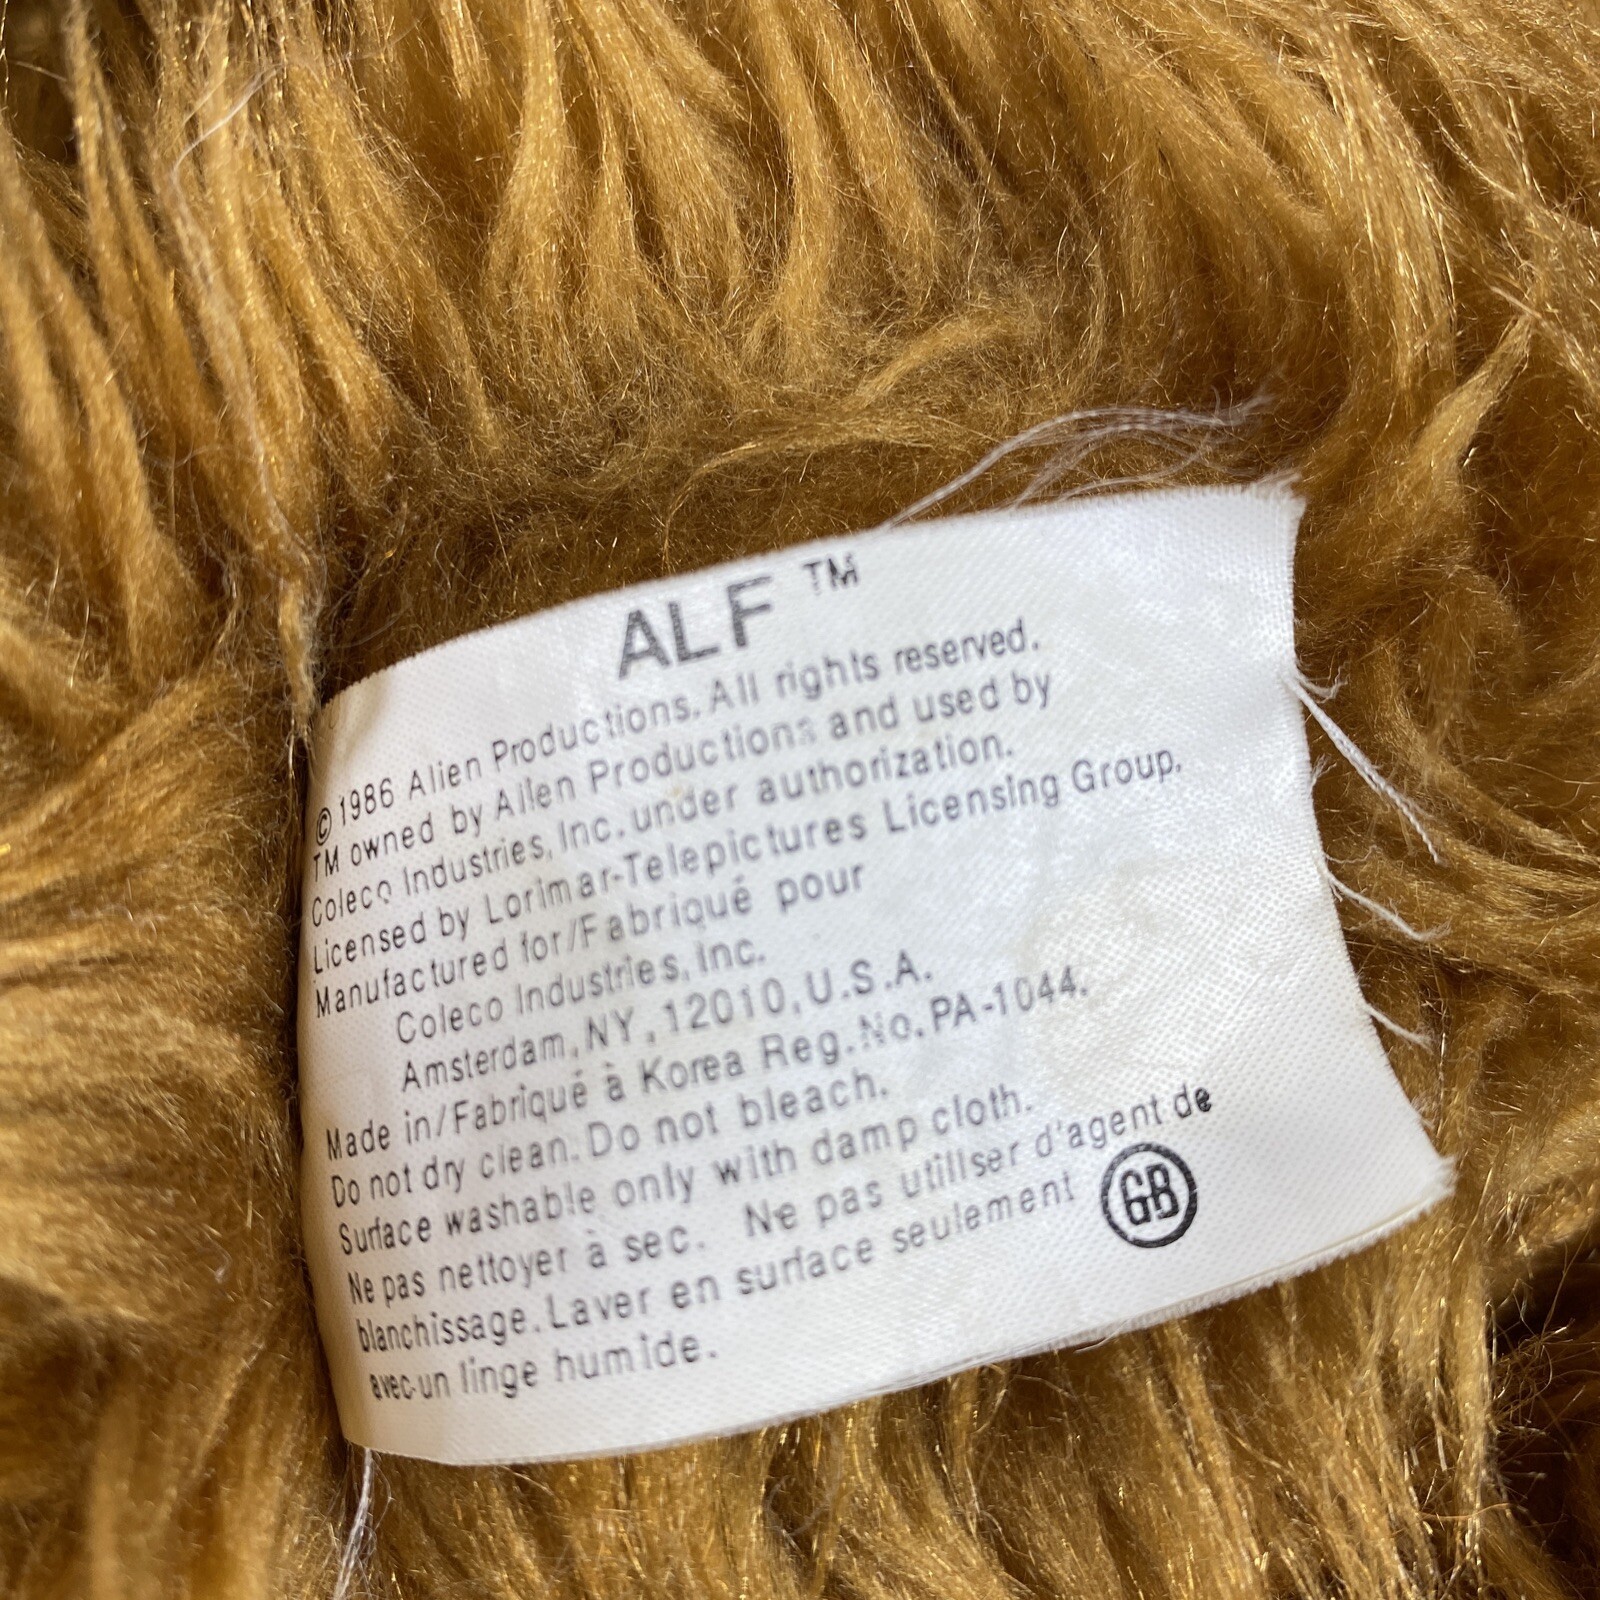 ALF ™
© 1986 Alien Productions. All rights reserved.
TM owned by Alien Productions and used by
Coleco Industries, Inc. under authorization.
Licensed by Lorimar-Telepictures Licensing Group.
Manufactured for/Fabriqué pour
Coleco Industries, Inc.
Amsterdam, NY, 12010, U.S.A.
Made in/Fabriqué à Korea Reg. No. PA-1044.
Do not dry clean. Do not bleach.
Surface washable only with damp cloth.
Ne pas nettoyer à sec. Ne pas utiliser d'agent de
blanchissage. Laver en surface seulement
avec un linge humide.
GB